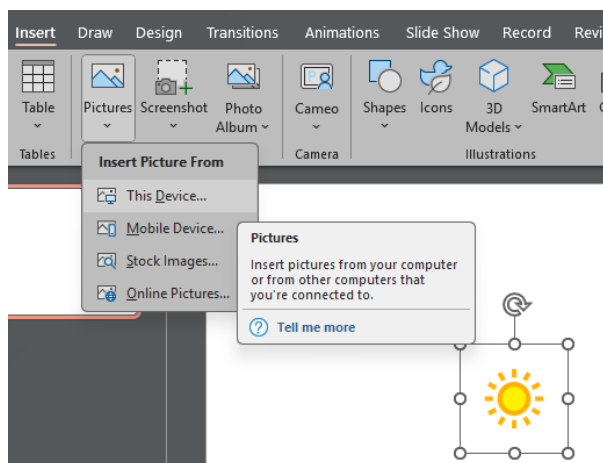 Insert Draw Design Transitions Animations Slide Show Record Revi
Table Pictures Screenshot Photo Album Cameo Shapes Icons 3D Models SmartArt
Tables Camera Illustrations
Insert Picture From
This Device...
Mobile Device...
Stock Images...
Online Pictures...
Pictures
Insert pictures from your computer
or from other computers that
you're connected to.
Tell me more